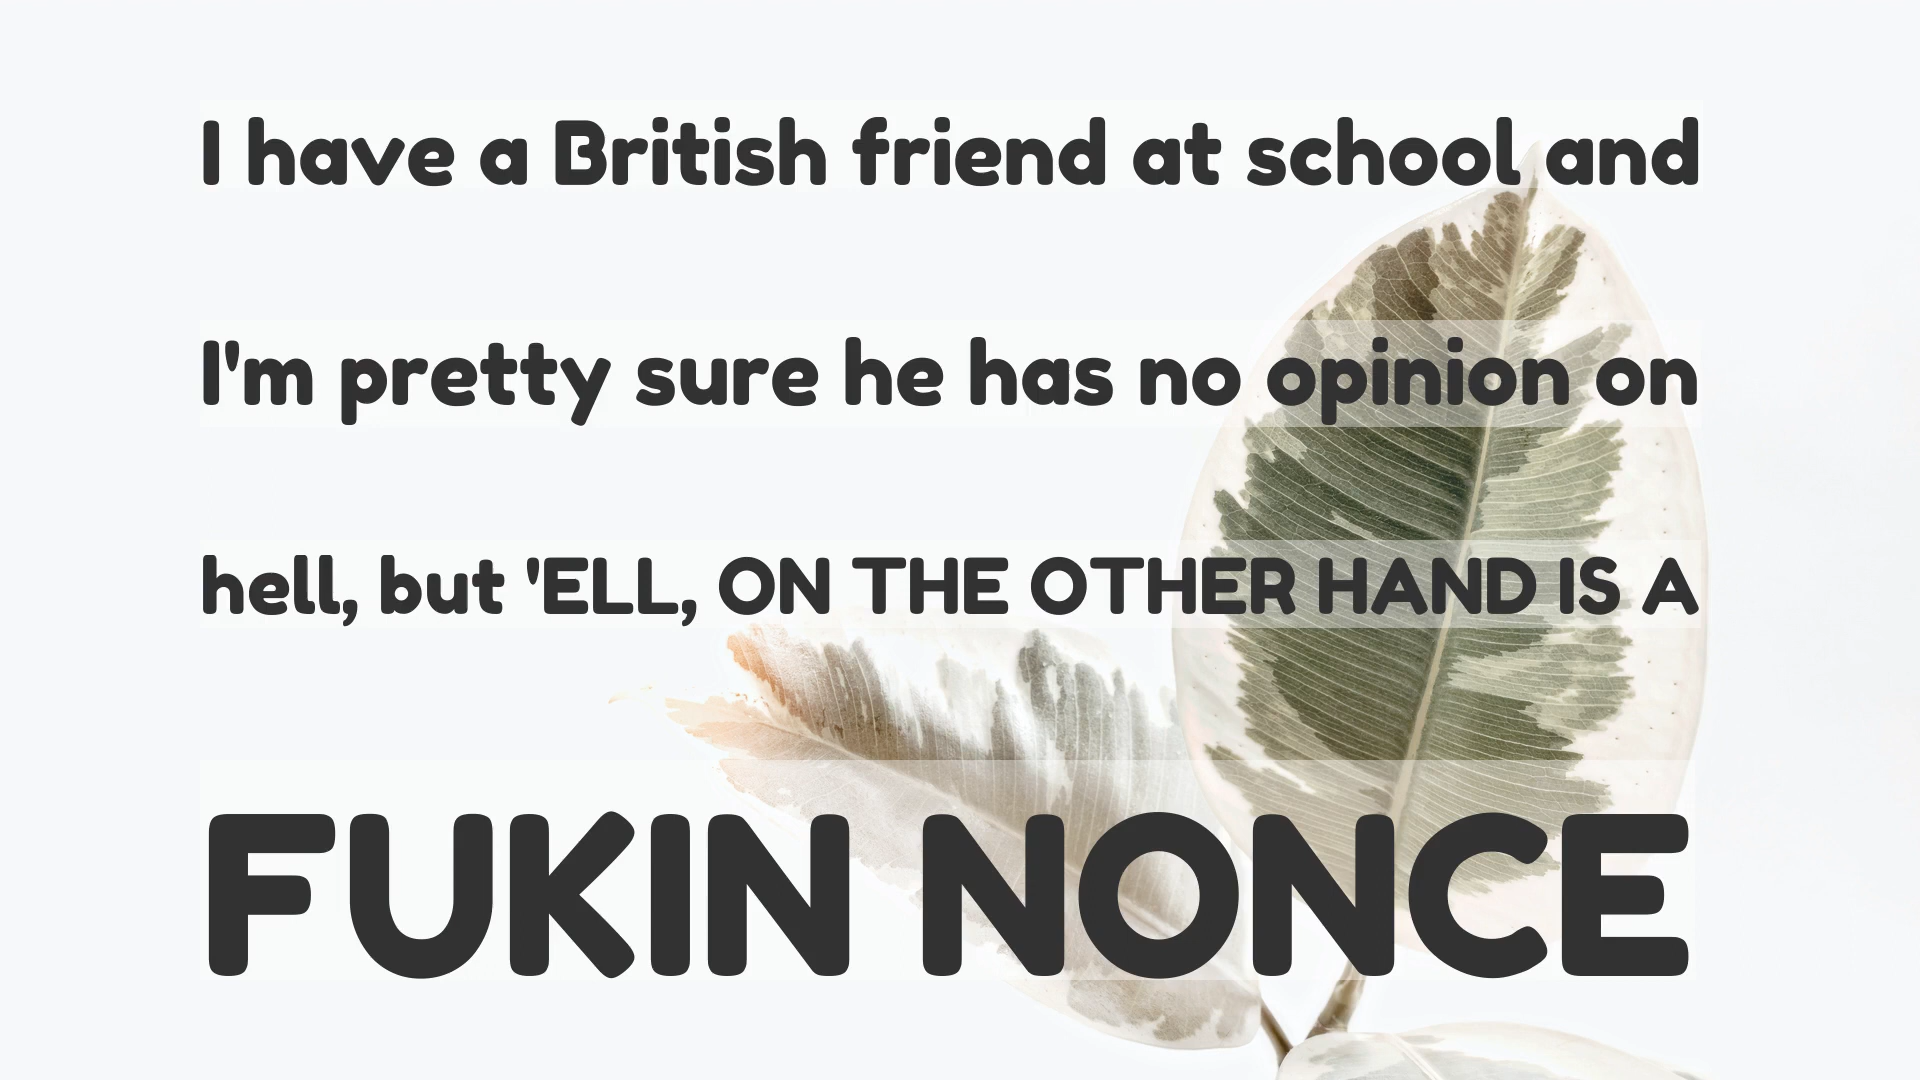 I have a British friend at school and
I'm pretty sure he has no opinion on
hell, but 'ELL, ON THE OTHER HAND IS A
FUKIN NONCE